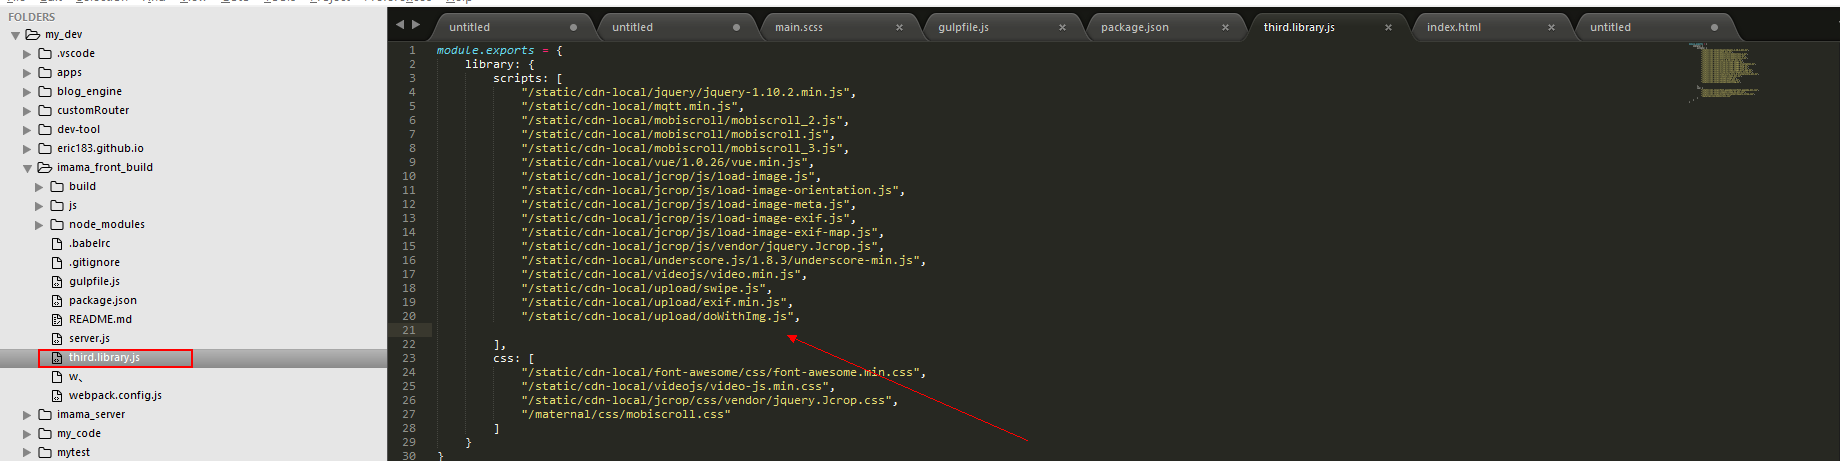 FOLDERS
my_dev
.vscode
apps
blog_engine
customRouter
dev-tool
eric183.github.io
imama_front_build
build
js
node_modules
.babelrc
.gitignore
gulpfile.js
package.json
README.md
server.js
third.library.js
w、
webpack.config.js
imama_server
my_code
mytest
untitled untitled main.scss gulpfile.js package.json third.library.js index.html untitled
1 module.exports = {
2 library: {
3 scripts: [
4 "/static/cdn-local/jquery/jquery-1.10.2.min.js",
5 "/static/cdn-local/mqtt.min.js",
6 "/static/cdn-local/mobiscroll/mobiscroll_2.js",
7 "/static/cdn-local/mobiscroll/mobiscroll.js",
8 "/static/cdn-local/mobiscroll/mobiscroll_3.js",
9 "/static/cdn-local/vue/1.0.26/vue.min.js",
10 "/static/cdn-local/jcrop/js/load-image.js",
11 "/static/cdn-local/jcrop/js/load-image-orientation.js",
12 "/static/cdn-local/jcrop/js/load-image-meta.js",
13 "/static/cdn-local/jcrop/js/load-image-exif.js",
14 "/static/cdn-local/jcrop/js/load-image-exif-map.js",
15 "/static/cdn-local/jcrop/js/vendor/jquery.Jcrop.js",
16 "/static/cdn-local/underscore.js/1.8.3/underscore-min.js",
17 "/static/cdn-local/videojs/video.min.js",
18 "/static/cdn-local/upload/swipe.js",
19 "/static/cdn-local/upload/exif.min.js",
20 "/static/cdn-local/upload/doWithImg.js",
21
22 ],
23 css: [
24 "/static/cdn-local/font-awesome/css/font-awesome.min.css",
25 "/static/cdn-local/videojs/video-js.min.css",
26 "/static/cdn-local/jcrop/css/vendor/jquery.Jcrop.css",
27 "/maternal/css/mobiscroll.css"
28 ]
29 }
30 }